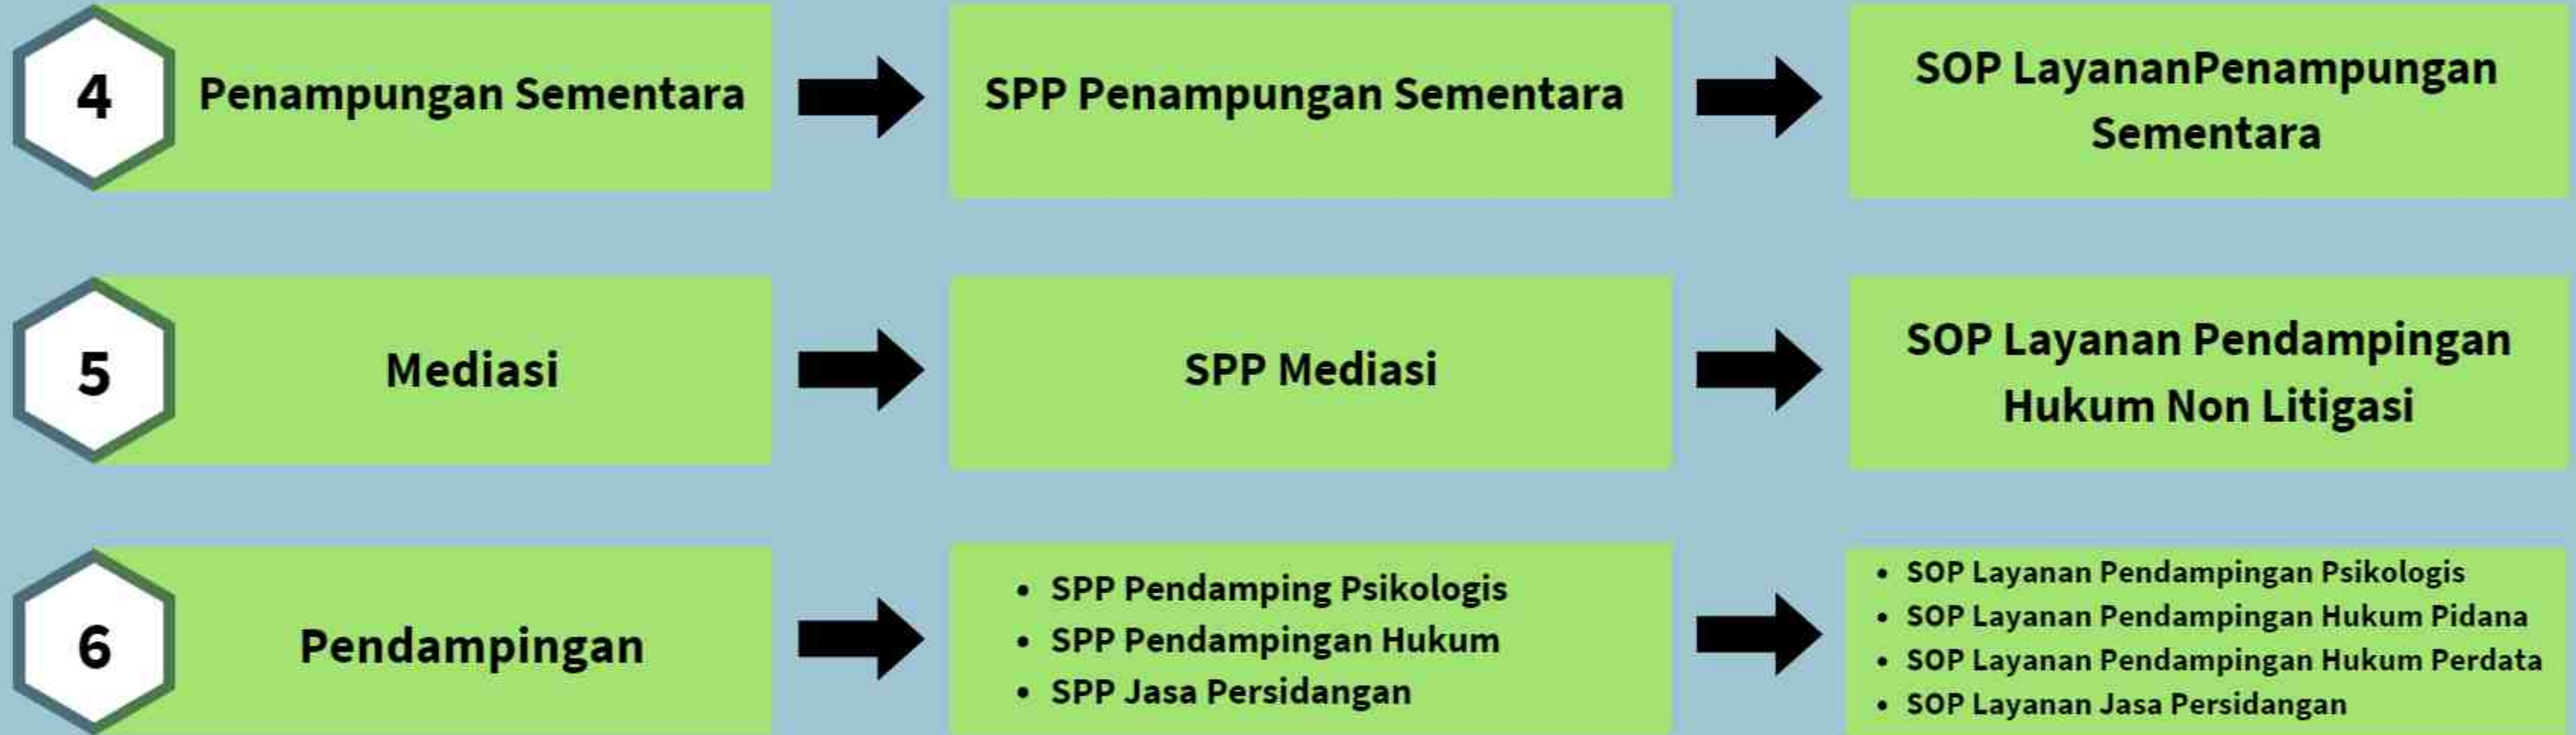 4
Penampungan Sementara
SPP Penampungan Sementara
SOP LayananPenampungan
Sementara
5
Mediasi
SPP Mediasi
SOP Layanan Pendampingan
Hukum Non Litigasi
6
Pendampingan
• SPP Pendamping Psikologis
• SPP Pendampingan Hukum
• SPP Jasa Persidangan
• SOP Layanan Pendampingan Psikologis
• SOP Layanan Pendampingan Hukum Pidana
• SOP Layanan Pendampingan Hukum Perdata
• SOP Layanan Jasa Persidangan